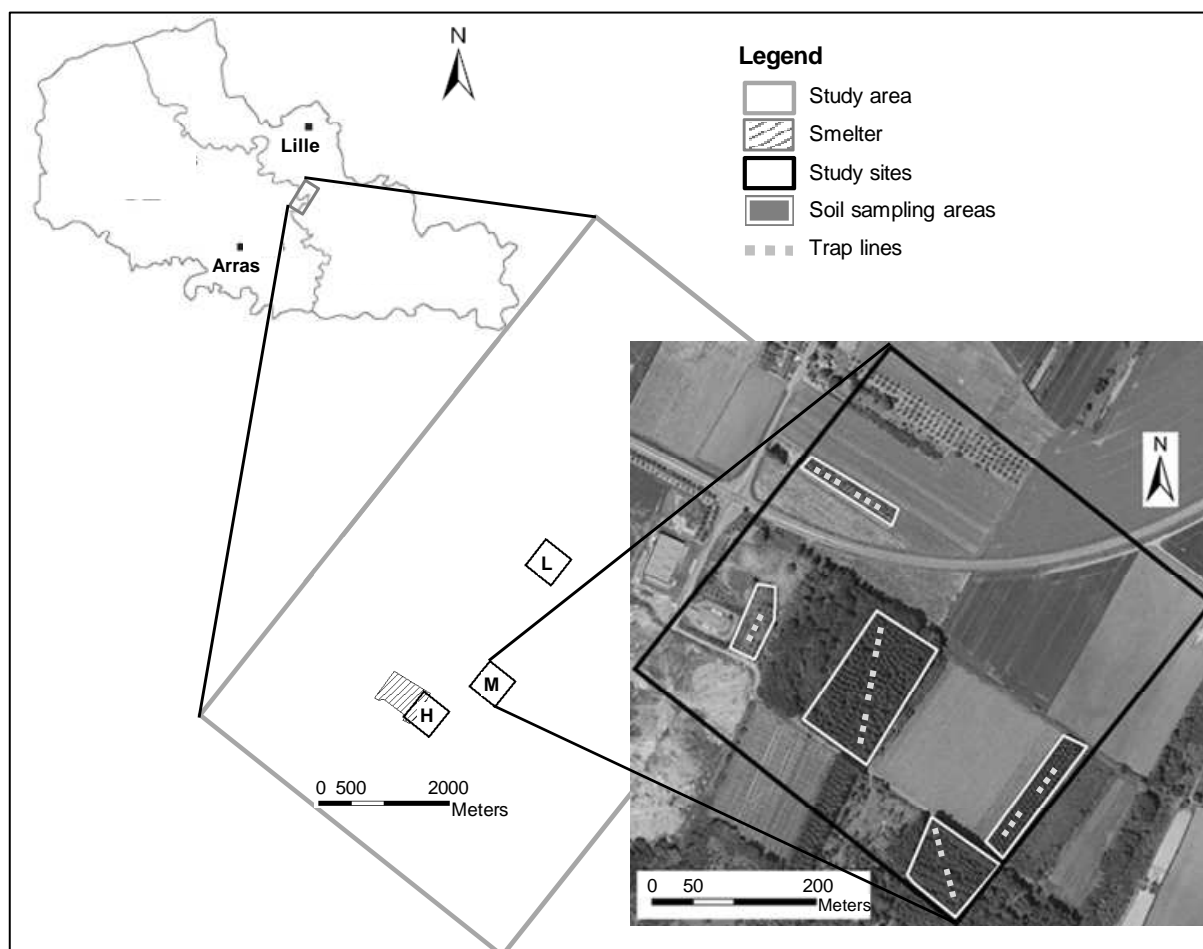 N
Legend
Study area
Smelter
Study sites
Soil sampling areas
Trap lines
Lille
Arras
N
L
M
H
0 500 2000
Meters
0 50 200
Meters